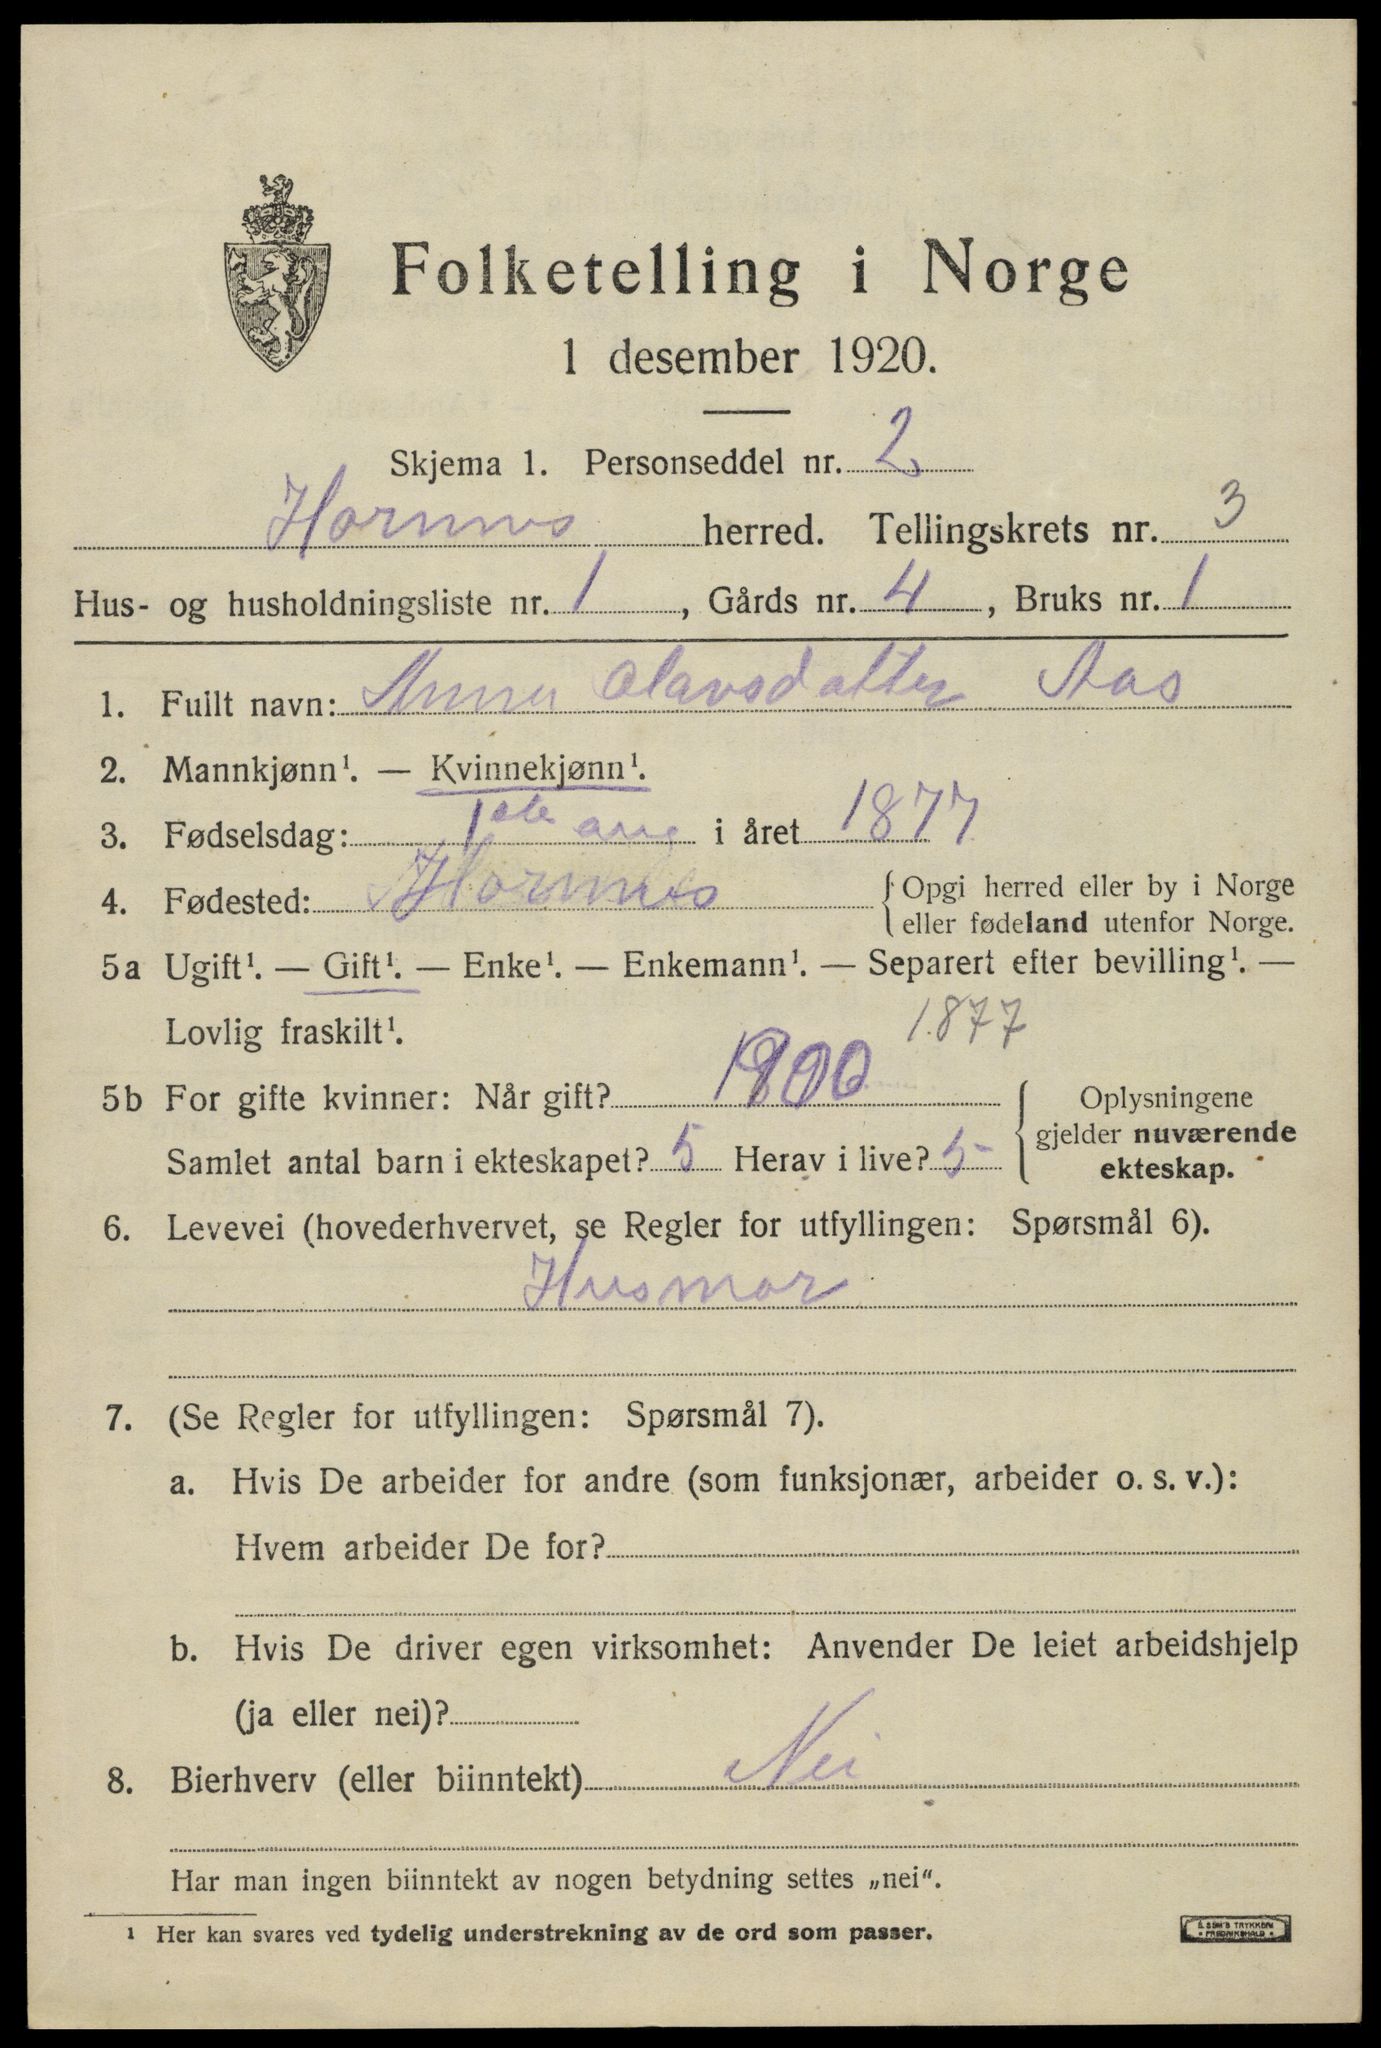 Folketelling i Norge
1 desember 1920.
Skjema 1. Personseddel nr. 2
Hornnes herred. Tellingskrets nr. 3
Hus- og husholdningsliste nr. 1, Gårds nr. 4, Bruks nr. 1
1. Fullt navn: Anna Olavsdatter Aas
2. Mannkjønn¹. — Kvinnekjønn¹.
3. Fødselsdag: 1ste aug i året 1877
4. Fødested: Hornnes { Opgi herred eller by i Norge
eller fødeland utenfor Norge.
5a Ugift¹. — Gift¹. — Enke¹. — Enkemann¹. — Separert efter bevilling¹. —
Lovlig fraskilt¹.
1877
5b For gifte kvinner: Når gift? 1900 { Oplysningene
gjelder nuværende
Samlet antal barn i ekteskapet? 5 Herav i live? 5
ekteskap.
6. Levevei (hovederhvervet, se Regler for utfyllingen: Spørsmål 6).
Husmor
7. (Se Regler for utfyllingen: Spørsmål 7).
a. Hvis De arbeider for andre (som funksjonær, arbeider o. s. v.):
Hvem arbeider De for?
b. Hvis De driver egen virksomhet: Anvender De leiet arbeidshjelp
(ja eller nei)?
8. Bierhverv (eller biinntekt) Nei
Har man ingen biinntekt av nogen betydning settes „nei“.
¹ Her kan svares ved tydelig understrekning av de ord som passer.